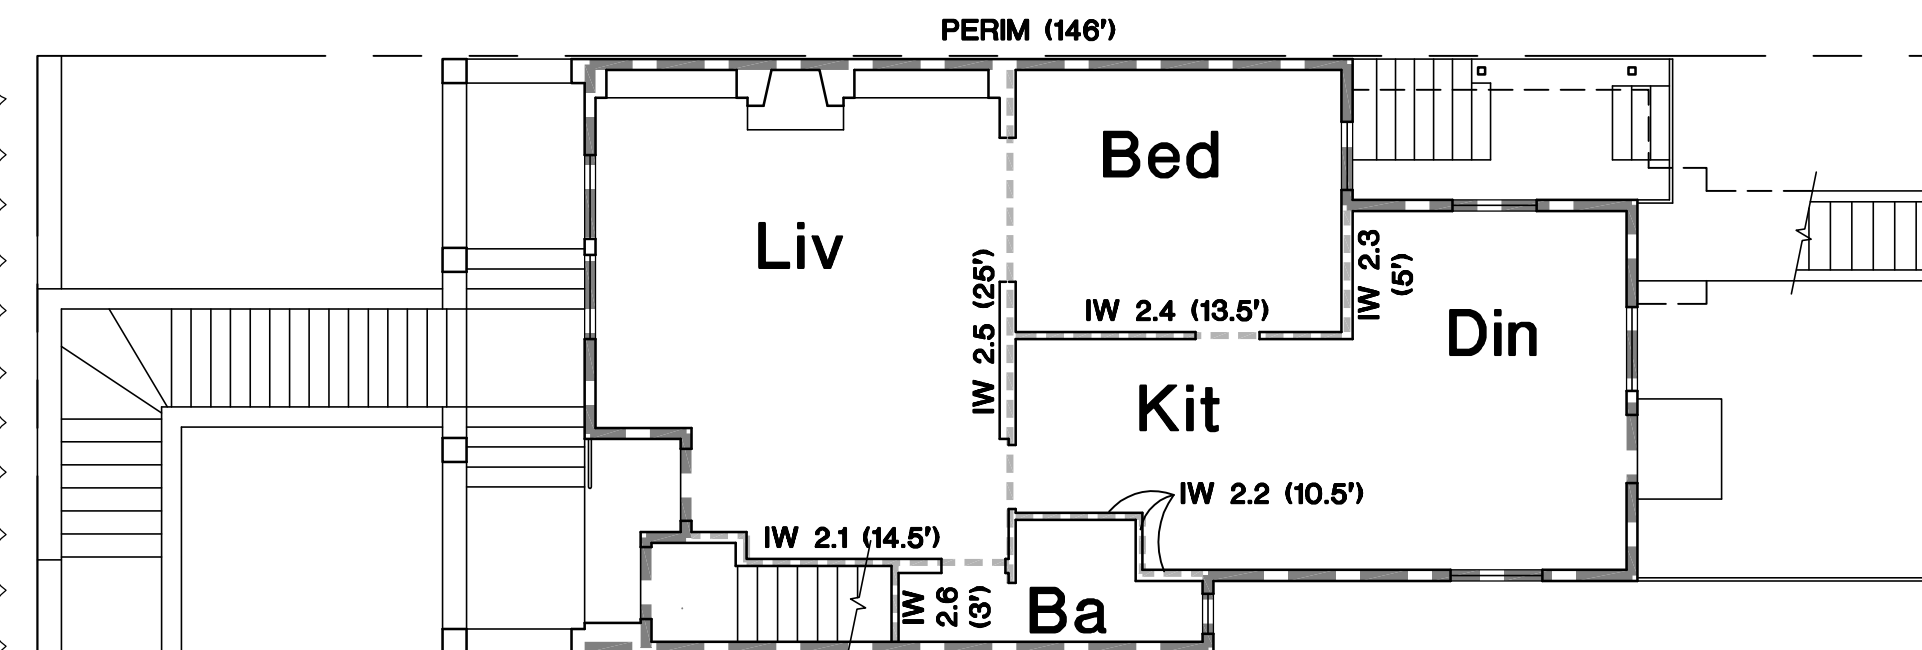 PERIM (146')
Bed
Liv
IW 2.3
(5')
IW 2.5 (25')
IW 2.4 (13.5')
Din
Kit
IW 2.2 (10.5')
IW 2.1 (14.5')
IW
2.6
(3')
Ba